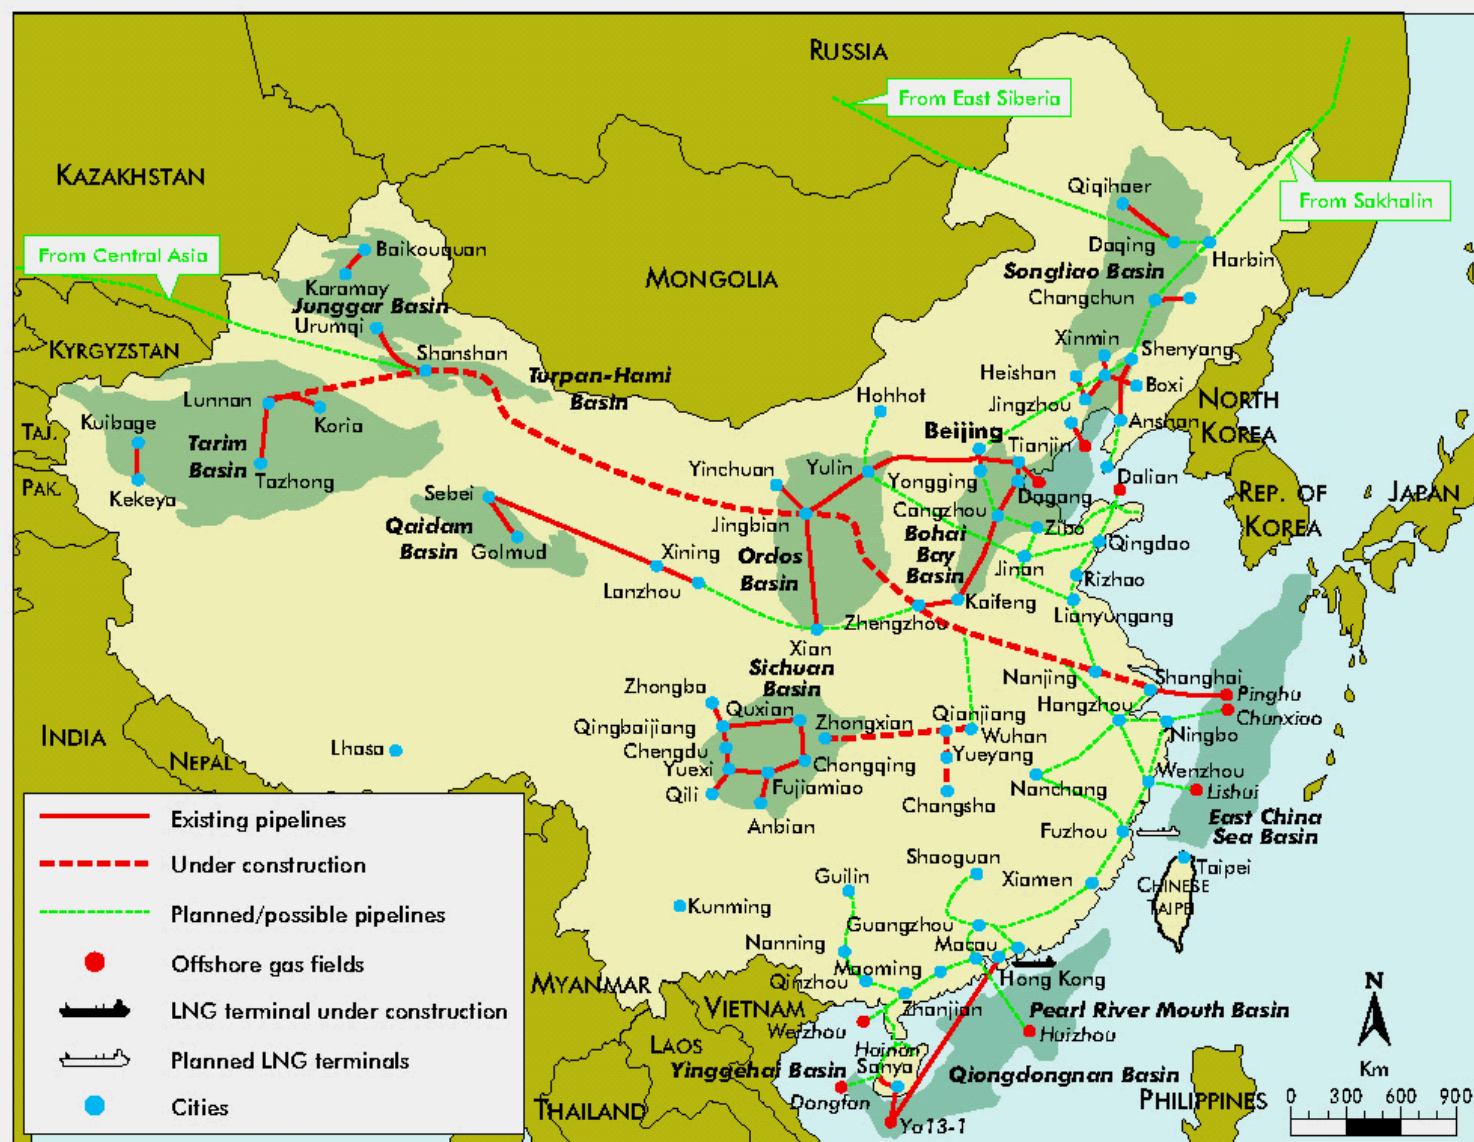 RUSSIA
From East Siberia
KAZAKHSTAN
Qiqihaer
From Sakhalin
From Central Asia
Baikouquan
Daqing
Harbin
Karamay
MONGOLIA
Songliao Basin
Junggar Basin
Changchun
Urumqi
KYRGYZSTAN
Shanshan
Xinmin
Shenyang
Turpan-Hami
Basin
Heishan
Boxi
Hohhot
Lunnan
Jingzhou
NORTH
KOREA
Kuibage
Koria
Anshan
TAJ.
Tarim
Basin
Beijing
Tianjin
Tazhong
Yinchuan
Yulin
Yongging
Dalian
PAK.
Kekeya
Sebei
Dagang
REP. OF
KOREA
JAPAN
Jingbian
Cangzhou
Qaidam
Basin
Golmud
Zibo
Bohai
Bay
Basin
Qingdao
Xining
Ordos
Basin
Jinan
Rizhao
Lanzhou
Kaifeng
Zhengzhou
Lianyungang
Xian
Sichuan
Basin
Nanjing
Shanghai
Zhongba
Pinghu
Quxian
Hangzhou
Chunxiao
Qingbaijiang
Zhongxian
Qianjiang
Wuhan
Ningbo
INDIA
Lhasa
Chengdu
Yueyang
NEPAL
Yuexi
Chongqing
Wenzhou
Qili
Fujiamiao
Nanchang
Lishui
Changsha
Anbian
East China
Sea Basin
Fuzhou
Shaoguan
Taipei
Guilin
Xiamen
CHINESE
TAIPEI
Kunming
Guangzhou
Nanning
Macau
Maoming
Qinzhou
Hong Kong
MYANMAR
VIETNAM
Zhanjian
Pearl River Mouth Basin
Weizhou
Huizhou
LAOS
Hainan
Sanya
Yinggehai Basin
Qiongdongnan Basin
Dongfan
THAILAND
Ya13-1
PHILIPPINES
Existing pipelines
Under construction
Planned/possible pipelines
Offshore gas fields
LNG terminal under construction
Planned LNG terminals
Cities
N
Km
0 300 600 900